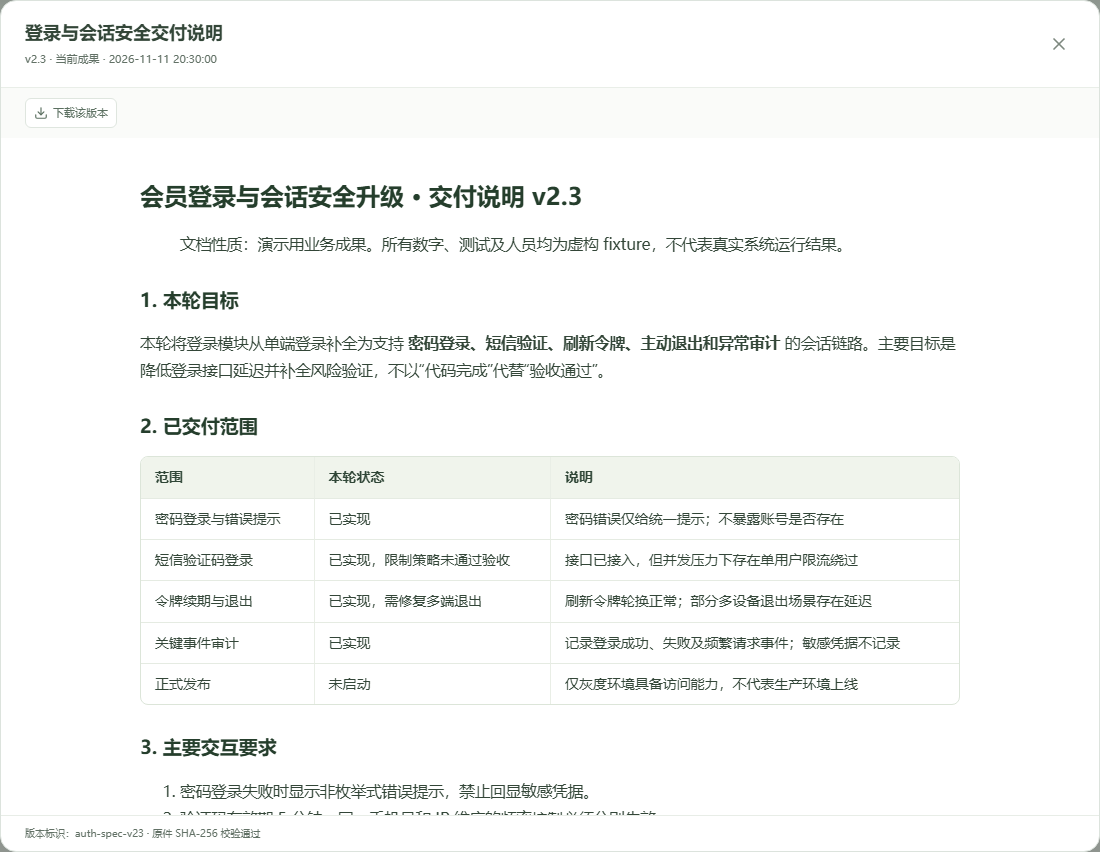 登录与会话安全交付说明
v2.3 · 当前成果 · 2026-11-11 20:30:00
下载该版本
会员登录与会话安全升级 · 交付说明 v2.3
文档性质：演示用业务成果。所有数字、测试及人员均为虚构 fixture，不代表真实系统运行结果。
1. 本轮目标
本轮将登录模块从单端登录补全为支持 密码登录、短信验证、刷新令牌、主动退出和异常审计 的会话链路。主要目标是
降低登录接口延迟并补全风险验证，不以“代码完成”代替“验收通过”。
2. 已交付范围
范围 本轮状态 说明
密码登录与错误提示 已实现 密码错误仅给统一提示；不暴露账号是否存在
短信验证码登录 已实现，限制策略未通过验收 接口已接入，但并发压力下存在单用户限流绕过
令牌续期与退出 已实现，需修复多端退出 刷新令牌轮换正常；部分多设备退出场景存在延迟
关键事件审计 已实现 记录登录成功、失败及频繁请求事件；敏感凭据不记录
正式发布 未启动 仅灰度环境具备访问能力，不代表生产环境上线
3. 主要交互要求
1. 密码登录失败时显示非枚举式错误提示，禁止回显敏感凭据。
版本标识：auth-spec-v23 · 原件 SHA-256 校验通过